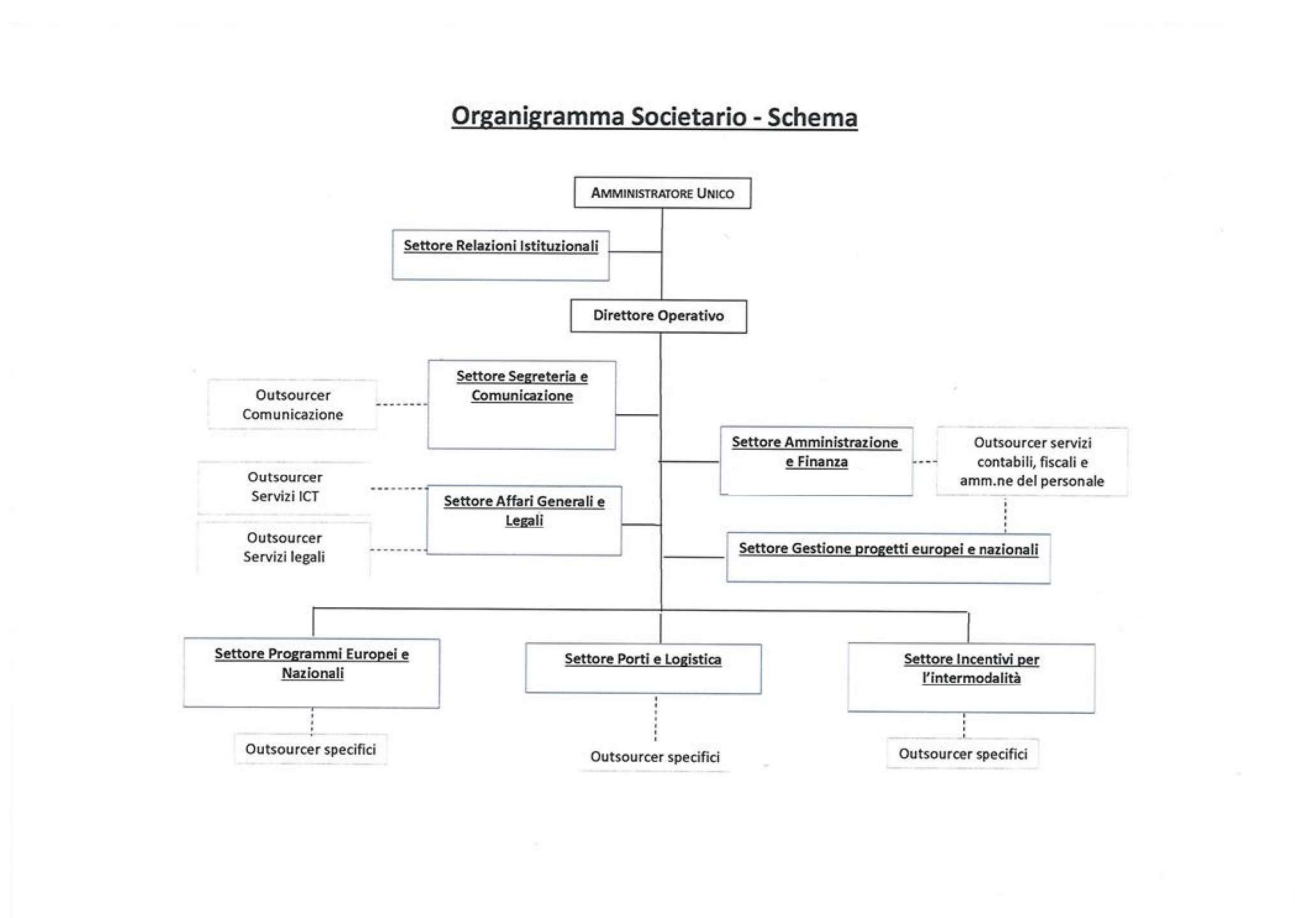 Organigramma Societario - Schema
AMMINISTRATORE UNICO
Settore Relazioni Istituzionali
Direttore Operativo
Settore Segreteria e
Comunicazione
Outsourcer
Comunicazione
Settore Amministrazione
e Finanza
Outsourcer servizi
contabili, fiscali e
amm.ne del personale
Outsourcer
Servizi ICT
Settore Affari Generali e
Legali
Outsourcer
Servizi legali
Settore Gestione progetti europei e nazionali
Settore Programmi Europei e
Nazionali
Settore Porti e Logistica
Settore Incentivi per
l'intermodalità
Outsourcer specifici
Outsourcer specifici
Outsourcer specifici